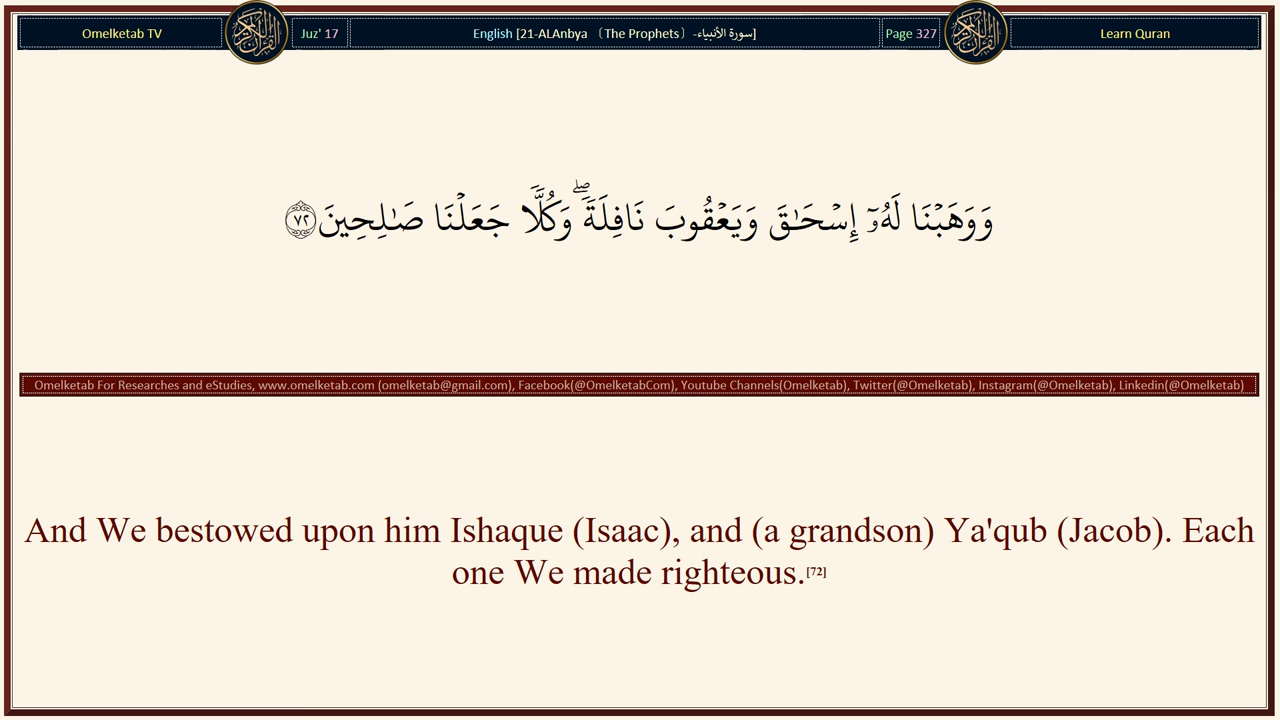 Omelketab TV
Juz' 17
English [21-ALAnbya 〔The Prophets〕 -سورة الأنبياء]
Page 327
Learn Quran
وَوَهَبْنَا لَهُۥٓ إِسْحَـٰقَ وَيَعْقُوبَ نَافِلَةً ۖ وَكُلًّا جَعَلْنَا صَـٰلِحِينَ ٧٢
Omelketab For Researches and eStudies, www.omelketab.com (omelketab@gmail.com), Facebook(@OmelketabCom), Youtube Channels(Omelketab), Twitter(@Omelketab), Instagram(@Omelketab), Linkedin(@Omelketab)
And We bestowed upon him Ishaque (Isaac), and (a grandson) Ya'qub (Jacob). Each
one We made righteous.[72]